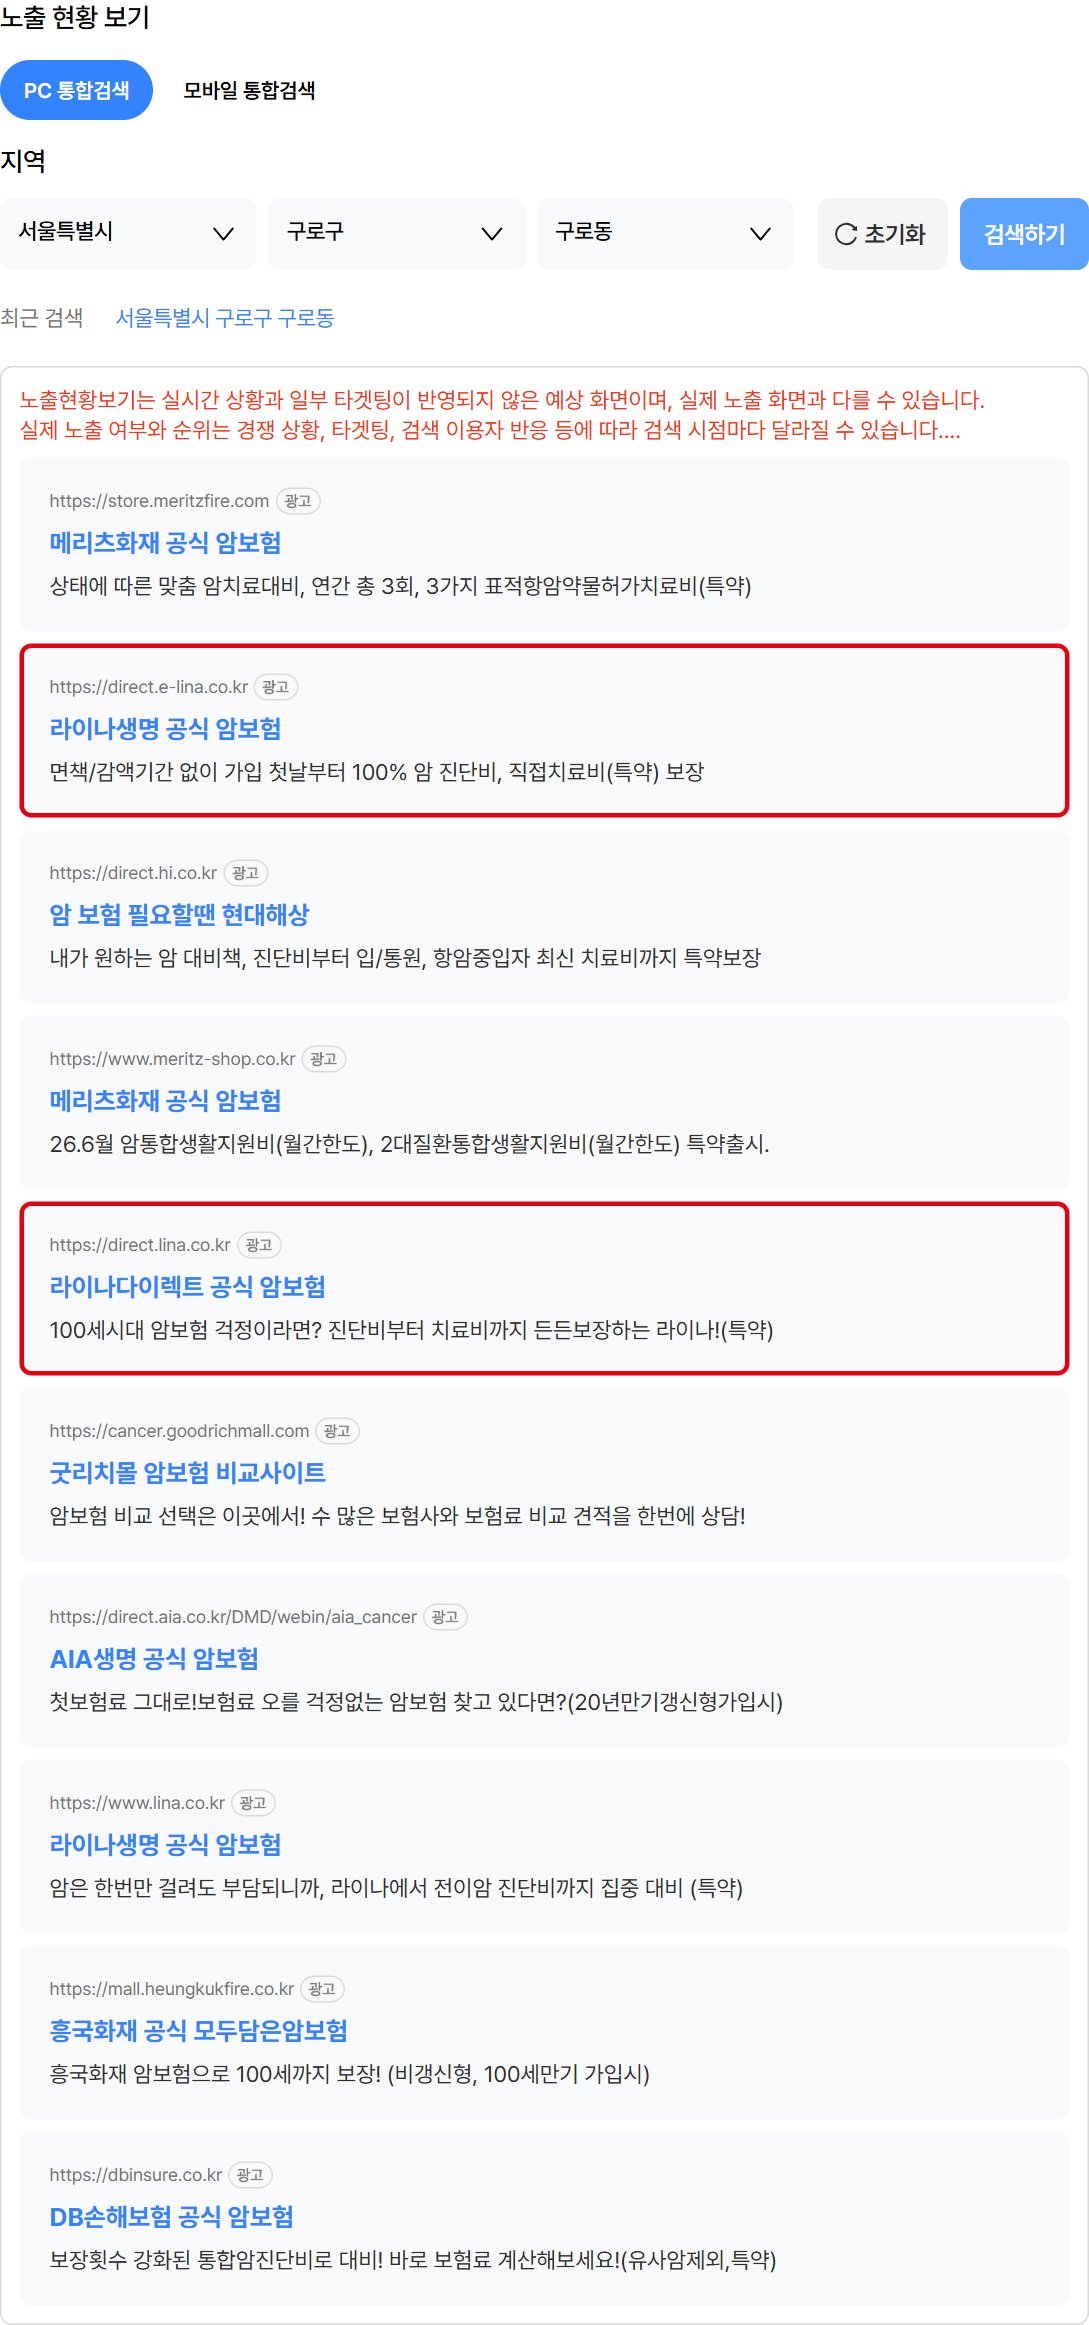 노출 현황 보기
PC 통합검색 모바일 통합검색
지역
서울특별시 구로구 구로동 초기화 검색하기
최근 검색 서울특별시 구로구 구로동
노출현황보기는 실시간 상황과 일부 타겟팅이 반영되지 않은 예상 화면이며, 실제 노출 화면과 다를 수 있습니다.
실제 노출 여부와 순위는 경쟁 상황, 타겟팅, 검색 이용자 반응 등에 따라 검색 시점마다 달라질 수 있습니다....
https://store.meritzfire.com 광고
메리츠화재 공식 암보험
상태에 따른 맞춤 암치료대비, 연간 총 3회, 3가지 표적항암약물허가치료비(특약)
https://direct.e-lina.co.kr 광고
라이나생명 공식 암보험
면책/감액기간 없이 가입 첫날부터 100% 암 진단비, 직접치료비(특약) 보장
https://direct.hi.co.kr 광고
암 보험 필요할땐 현대해상
내가 원하는 암 대비책, 진단비부터 입/통원, 항암중입자 최신 치료비까지 특약보장
https://www.meritz-shop.co.kr 광고
메리츠화재 공식 암보험
26.6월 암통합생활지원비(월간한도), 2대질환통합생활지원비(월간한도) 특약출시.
https://direct.lina.co.kr 광고
라이나다이렉트 공식 암보험
100세시대 암보험 걱정이라면? 진단비부터 치료비까지 든든보장하는 라이나!(특약)
https://cancer.goodrichmall.com 광고
굿리치몰 암보험 비교사이트
암보험 비교 선택은 이곳에서! 수 많은 보험사와 보험료 비교 견적을 한번에 상담!
https://direct.aia.co.kr/DMD/webin/aia_cancer 광고
AIA생명 공식 암보험
첫보험료 그대로!보험료 오를 걱정없는 암보험 찾고 있다면?(20년만기갱신형가입시)
https://www.lina.co.kr 광고
라이나생명 공식 암보험
암은 한번만 걸려도 부담되니까, 라이나에서 전이암 진단비까지 집중 대비 (특약)
https://mall.heungkukfire.co.kr 광고
흥국화재 공식 모두담은암보험
흥국화재 암보험으로 100세까지 보장! (비갱신형, 100세만기 가입시)
https://dbinsure.co.kr 광고
DB손해보험 공식 암보험
보장횟수 강화된 통합암진단비로 대비! 바로 보험료 계산해보세요!(유사암제외,특약)